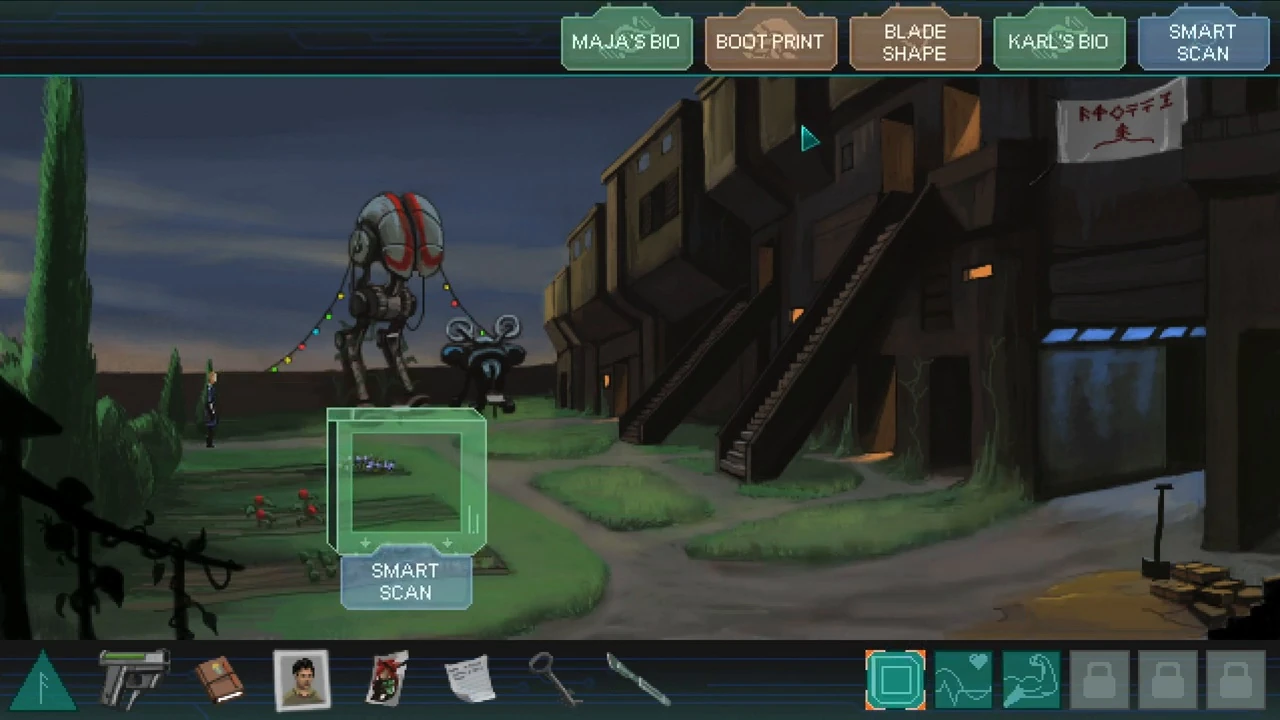 MAJA'S BIO
BOOT PRINT
BLADE
SHAPE
KARL'S BIO
SMART
SCAN
SMART
SCAN